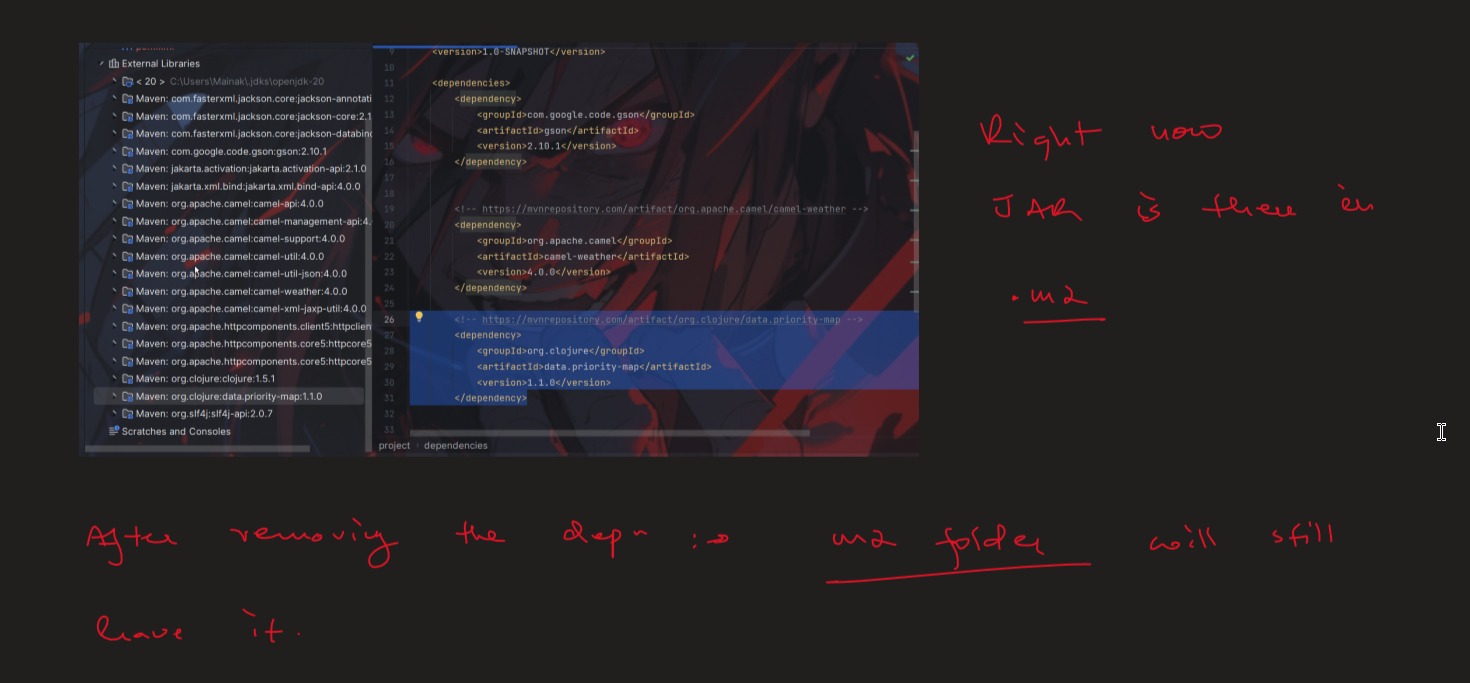 External Libraries
< 20 > C:\Users\Mainak\.jdks\openjdk-20
Maven: com.fasterxml.jackson.core:jackson-annotati
Maven: com.fasterxml.jackson.core:jackson-core:2.1
Maven: com.fasterxml.jackson.core:jackson-databind
Maven: com.google.code.gson:gson:2.10.1
Maven: jakarta.activation:jakarta.activation-api:2.1.0
Maven: jakarta.xml.bind:jakarta.xml.bind-api:4.0.0
Maven: org.apache.camel:camel-api:4.0.0
Maven: org.apache.camel:camel-management-api:4.
Maven: org.apache.camel:camel-support:4.0.0
Maven: org.apache.camel:camel-util:4.0.0
Maven: org.apache.camel:camel-util-json:4.0.0
Maven: org.apache.camel:camel-weather:4.0.0
Maven: org.apache.camel:camel-xml-jaxp-util:4.0.0
Maven: org.apache.httpcomponents.client5:httpclien
Maven: org.apache.httpcomponents.core5:httpcore5
Maven: org.apache.httpcomponents.core5:httpcore5
Maven: org.clojure:clojure:1.5.1
Maven: org.clojure:data.priority-map:1.1.0
Maven: org.slf4j:slf4j-api:2.0.7
Scratches and Consoles
9 <version>1.0-SNAPSHOT</version>
10
11 <dependencies>
12 <dependency>
13 <groupId>com.google.code.gson</groupId>
14 <artifactId>gson</artifactId>
15 <version>2.10.1</version>
16 </dependency>
17
18
19 <!-- https://mvnrepository.com/artifact/org.apache.camel/camel-weather -->
20 <dependency>
21 <groupId>org.apache.camel</groupId>
22 <artifactId>camel-weather</artifactId>
23 <version>4.0.0</version>
24 </dependency>
25
26 <!-- https://mvnrepository.com/artifact/org.clojure/data.priority-map -->
27 <dependency>
28 <groupId>org.clojure</groupId>
29 <artifactId>data.priority-map</artifactId>
30 <version>1.1.0</version>
31 </dependency>
32
33
project › dependencies
Right now
JAR is there in
.m2
After removing the depn :→ m2 folder will still
have it.